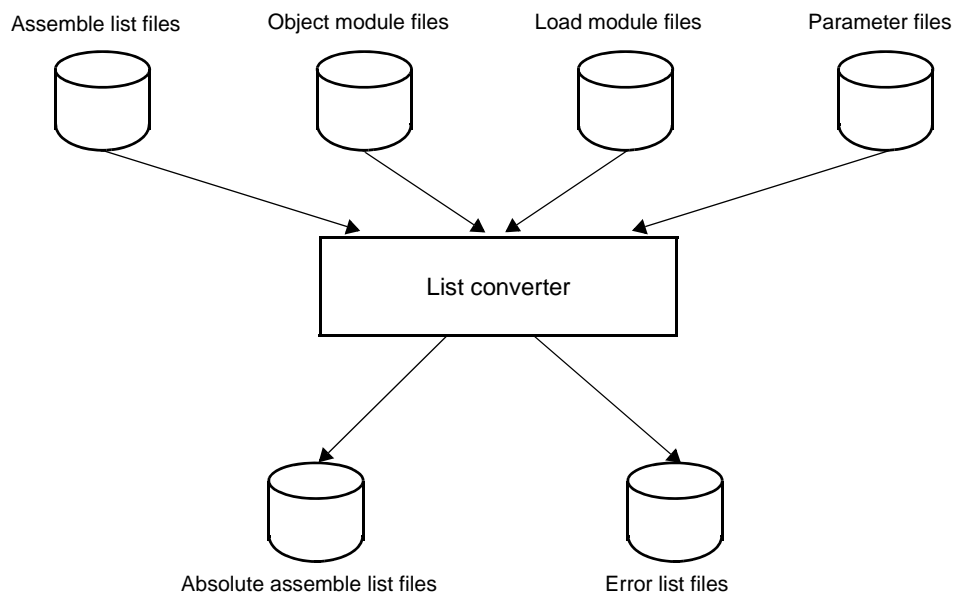 Assemble list files
Object module files
Load module files
Parameter files
List converter
Absolute assemble list files
Error list files